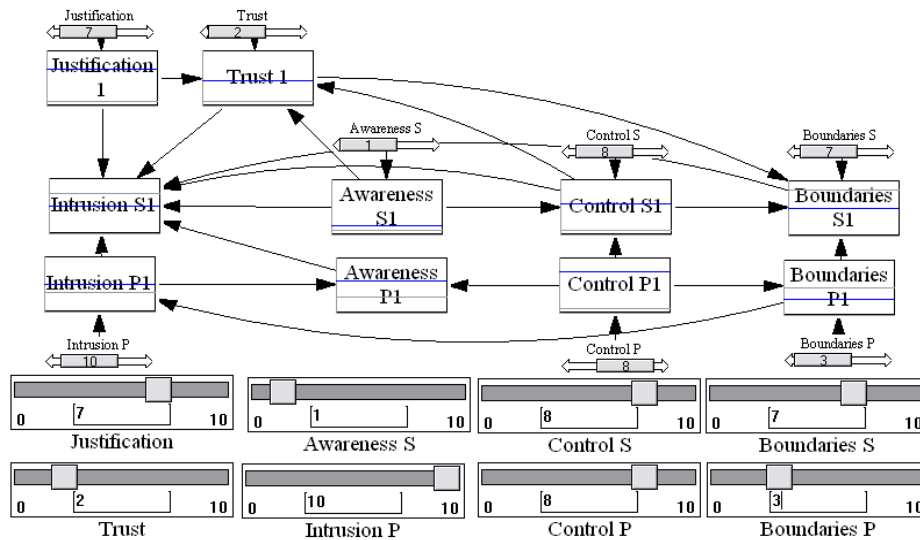 Justification
7
Trust
2
Justification
1
Trust 1
Awareness S
1
Control S
8
Boundaries S
7
Intrusion S1
Awareness
S1
Control S1
Boundaries
S1
Intrusion P1
Awareness
P1
Control P1
Boundaries
P1
Intrusion P
10
Control P
8
Boundaries P
3
0 7 10
Justification
0 1 10
Awareness S
0 8 10
Control S
0 7 10
Boundaries S
0 2 10
Trust
0 10 10
Intrusion P
0 8 10
Control P
0 3 10
Boundaries P